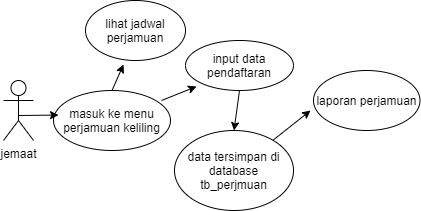 lihat jadwal
perjamuan
input data
pendaftaran
masuk ke menu
perjamuan keliling
laporan perjamuan
jemaat
data tersimpan di
database
tb_perjmuan